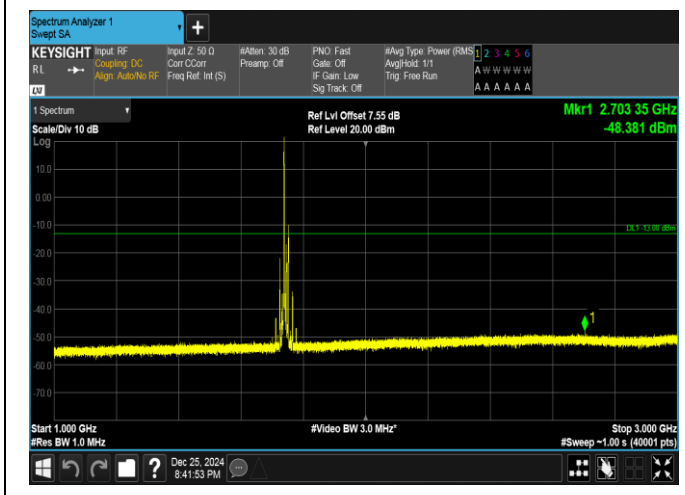 Spectrum Analyzer 1
Swept SA
+
KEYSIGHT
RL
LXI
Input: RF
Coupling: DC
Align: Auto/No RF
Input Z: 50 Ω
Corr CCorr
Freq Ref: Int (S)
#Atten: 30 dB
Preamp: Off
PNO: Fast
Gate: Off
IF Gain: Low
Sig Track: Off
#Avg Type: Power (RMS
Avg|Hold: 1/1
Trig: Free Run
1 2 3 4 5 6
A W W W W W
A A A A A A
1 Spectrum
Scale/Div 10 dB
Log
Ref Lvl Offset 7.55 dB
Ref Level 20.00 dBm
Mkr1 2.703 35 GHz
-48.381 dBm
10.0
0.00
-10.0
DL1 -13.00 dBm
-20.0
-30.0
-40.0
1
-50.0
-60.0
-70.0
Start 1.000 GHz
#Video BW 3.0 MHz*
Stop 3.000 GHz
#Res BW 1.0 MHz
#Sweep ~1.00 s (40001 pts)
?
Dec 25, 2024
8:41:53 PM